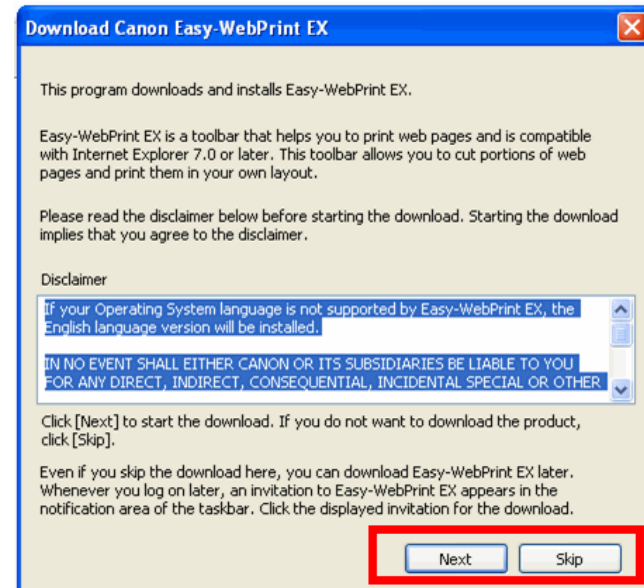 Download Canon Easy-WebPrint EX
This program downloads and installs Easy-WebPrint EX.
Easy-WebPrint EX is a toolbar that helps you to print web pages and is compatible
with Internet Explorer 7.0 or later. This toolbar allows you to cut portions of web
pages and print them in your own layout.
Please read the disclaimer below before starting the download. Starting the download
implies that you agree to the disclaimer.
Disclaimer
If your Operating System language is not supported by Easy-WebPrint EX, the
English language version will be installed.
IN NO EVENT SHALL EITHER CANON OR ITS SUBSIDIARIES BE LIABLE TO YOU
FOR ANY DIRECT, INDIRECT, CONSEQUENTIAL, INCIDENTAL SPECIAL OR OTHER
Click [Next] to start the download. If you do not want to download the product,
click [Skip].
Even if you skip the download here, you can download Easy-WebPrint EX later.
Whenever you log on later, an invitation to Easy-WebPrint EX appears in the
notification area of the taskbar. Click the displayed invitation for the download.
Next Skip